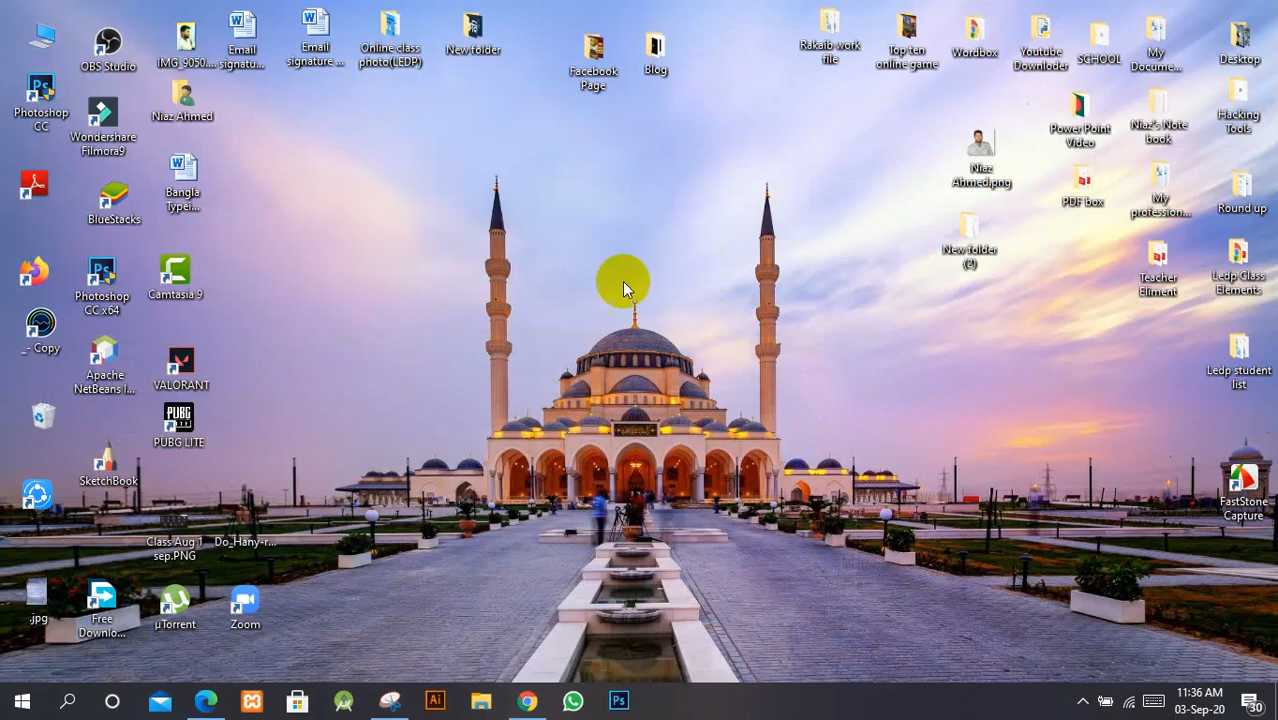 OBS Studio
IMG_9050....
Email
signatu...
Email
signature ...
Online class
photo(LEDP)
New folder
Facebook
Page
Blog
Rakaib work
file
Top ten
online game
Wordbox
Youtube
Downloder
SCHOOL
My
Docume...
Desktop
Photoshop
CC
Wondershare
Filmora9
Niaz Ahmed
Niaz
Ahmed.png
Power Point
Video
Niaz's Note
book
Hacking
Tools
Bangla
Typei...
BlueStacks
PDF box
My
profession...
Round up
New folder
(2)
Teacher
Eliment
Ledp Class
Elements
Photoshop
CC x64
Camtasia 9
_- Copy
Apache
NetBeans I...
VALORANT
Ledp student
list
PUBG
LITE
PUBG LITE
SketchBook
FastStone
Capture
Class Aug 1
sep.PNG
Do_Hany-r...
.jpg
Free
Downlo...
µTorrent
Zoom
Ai
Ps
11:36 AM
03-Sep-20
30